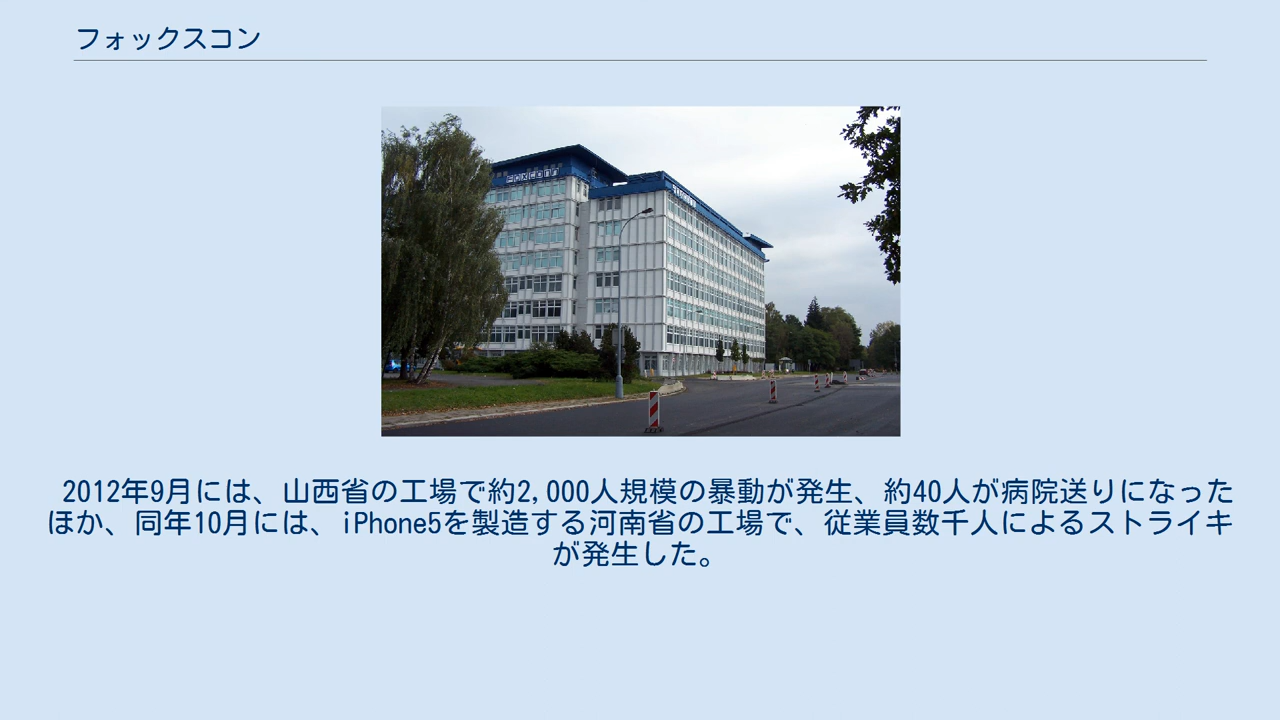 フォックスコン
FOXCONN
2012年9月には、山西省の工場で約2,000人規模の暴動が発生、約40人が病院送りになった
ほか、同年10月には、iPhone5を製造する河南省の工場で、従業員数千人によるストライキ
が発生した。